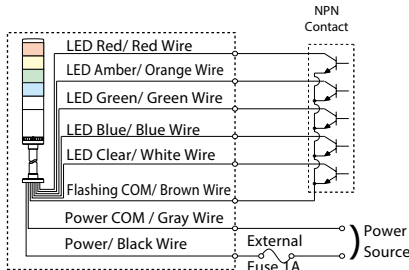 NPN
Contact
LED Red/ Red Wire
LED Amber/ Orange Wire
LED Green/ Green Wire
LED Blue/ Blue Wire
LED Clear/ White Wire
Flashing COM/ Brown Wire
Power COM / Gray Wire
Power/ Black Wire
External
Fuse 1A
Power
Source